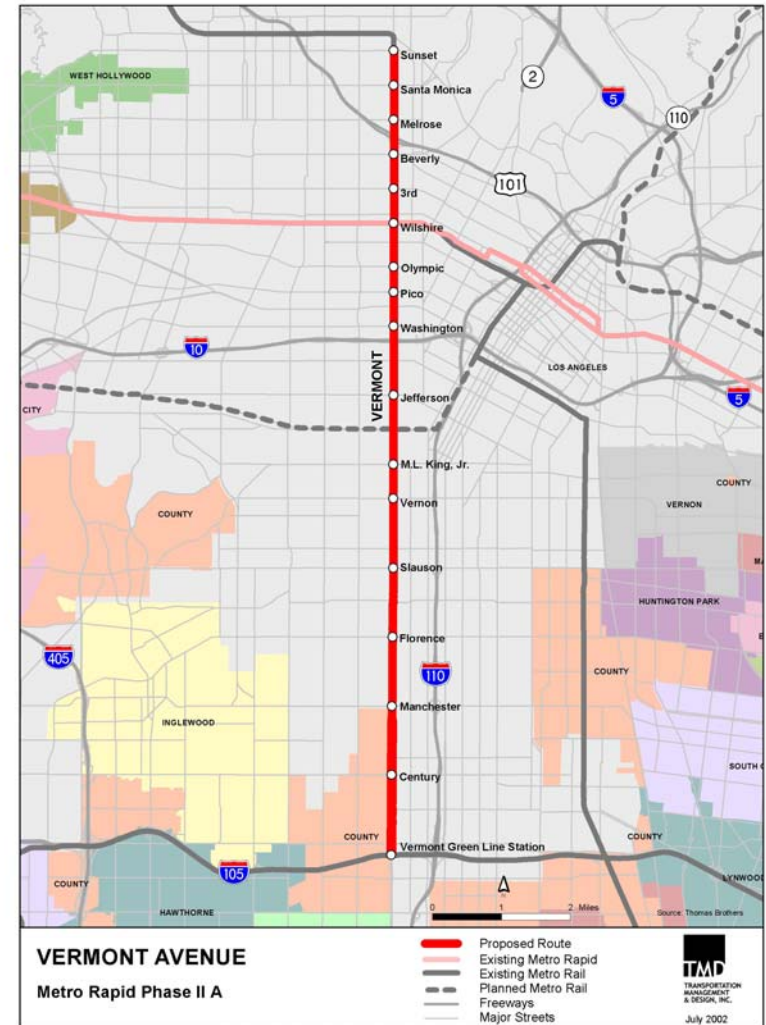 Sunset
2
WEST HOLLYWOOD
Santa Monica
5
110
Melrose
Beverly
101
3rd
Wilshire
Olympic
Pico
Washington
10
VERMONT
LOS ANGELES
CITY
Jefferson
5
M.L. King, Jr.
COUNTY
Vernon
VERNON
COUNTY
Slauson
HUNTINGTON PARK
Florence
405
110
COUNTY
Manchester
INGLEWOOD
SOUTH
Century
COUNTY
Vermont Green Line Station
COUNTY
105
COUNTY
LYNWOOD
HAWTHORNE
N
0 1 2 Miles
Source: Thomas Brothers
VERMONT AVENUE
Metro Rapid Phase II A
Proposed Route
Existing Metro Rapid
Existing Metro Rail
Planned Metro Rail
Freeways
Major Streets
TMD
TRANSPORTATION
MANAGEMENT
& DESIGN, INC.
July 2002